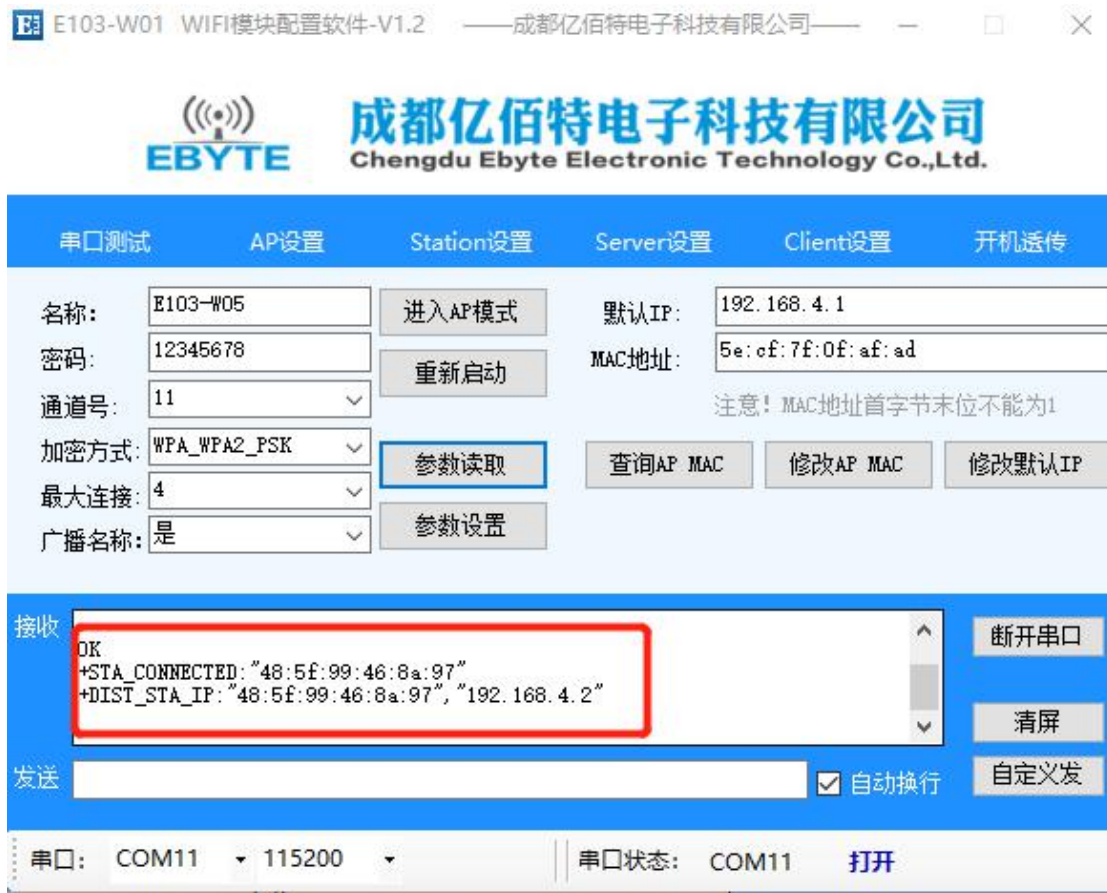 E103-W01 WIFI模块配置软件-V1.2 ——成都亿佰特电子科技有限公司——
EBYTE
成都亿佰特电子科技有限公司
Chengdu Ebyte Electronic Technology Co.,Ltd.
串口测试 AP设置 Station设置 Server设置 Client设置 开机透传
名称: E103-W05 进入AP模式 默认IP: 192.168.4.1
密码: 12345678 重新启动 MAC地址: 5e:cf:7f:0f:af:ad
通道号: 11 注意! MAC地址首字节末位不能为1
加密方式: WPA_WPA2_PSK 参数读取 查询AP MAC 修改AP MAC 修改默认IP
最大连接: 4 参数设置
广播名称: 是
接收 断开串口
OK
+STA_CONNECTED:"48:5f:99:46:8a:97"
+DIST_STA_IP:"48:5f:99:46:8a:97","192.168.4.2"
清屏
发送 自动换行 自定义发
串口: COM11 115200 串口状态: COM11 打开